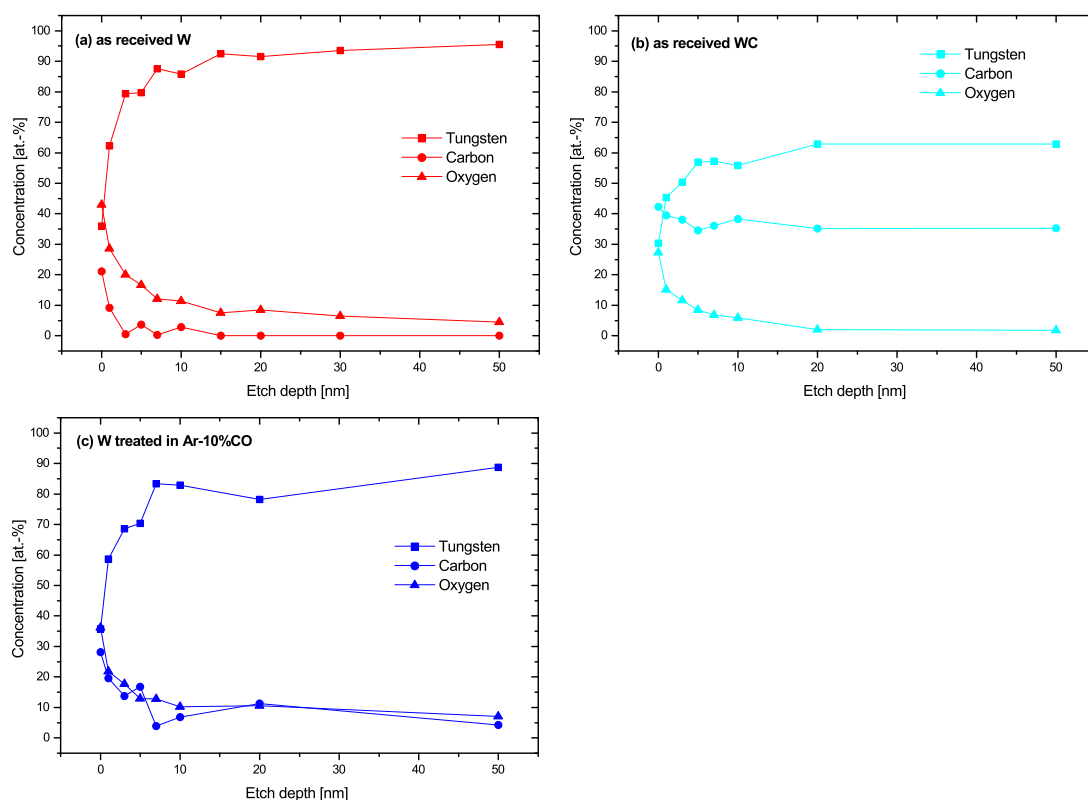 (a) as received W
Concentration [at.-%]
100
90
80
70
60
50
40
30
20
10
0
Tungsten
Carbon
Oxygen
0 10 20 30 40 50
Etch depth [nm]
(b) as received WC
Concentration [at.-%]
100
90
80
70
60
50
40
30
20
10
0
Tungsten
Carbon
Oxygen
0 10 20 30 40 50
Etch depth [nm]
(c) W treated in Ar-10%CO
Concentration [at.-%]
100
90
80
70
60
50
40
30
20
10
0
Tungsten
Carbon
Oxygen
0 10 20 30 40 50
Etch depth [nm]